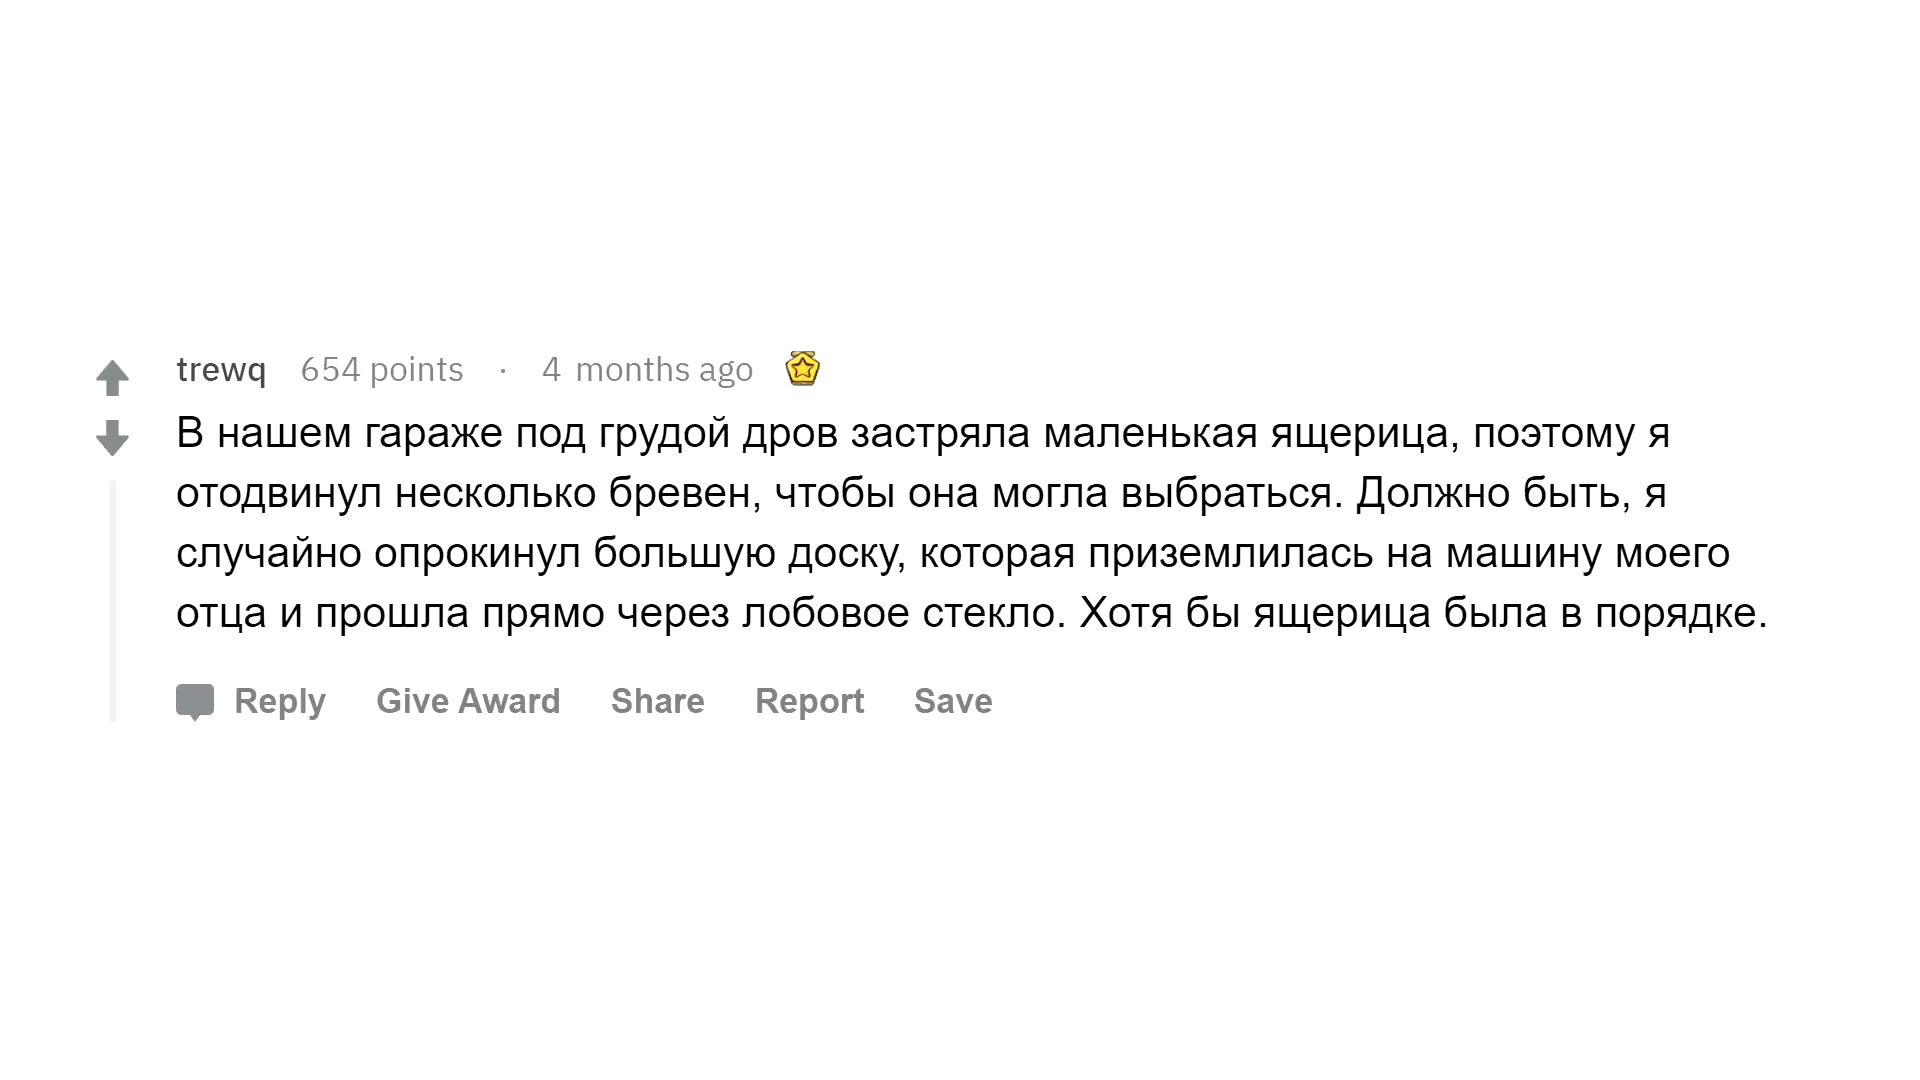 trewq 654 points · 4 months ago
В нашем гараже под грудой дров застряла маленькая ящерица, поэтому я
отодвинул несколько бревен, чтобы она могла выбраться. Должно быть, я
случайно опрокинул большую доску, которая приземлилась на машину моего
отца и прошла прямо через лобовое стекло. Хотя бы ящерица была в порядке.
Reply Give Award Share Report Save